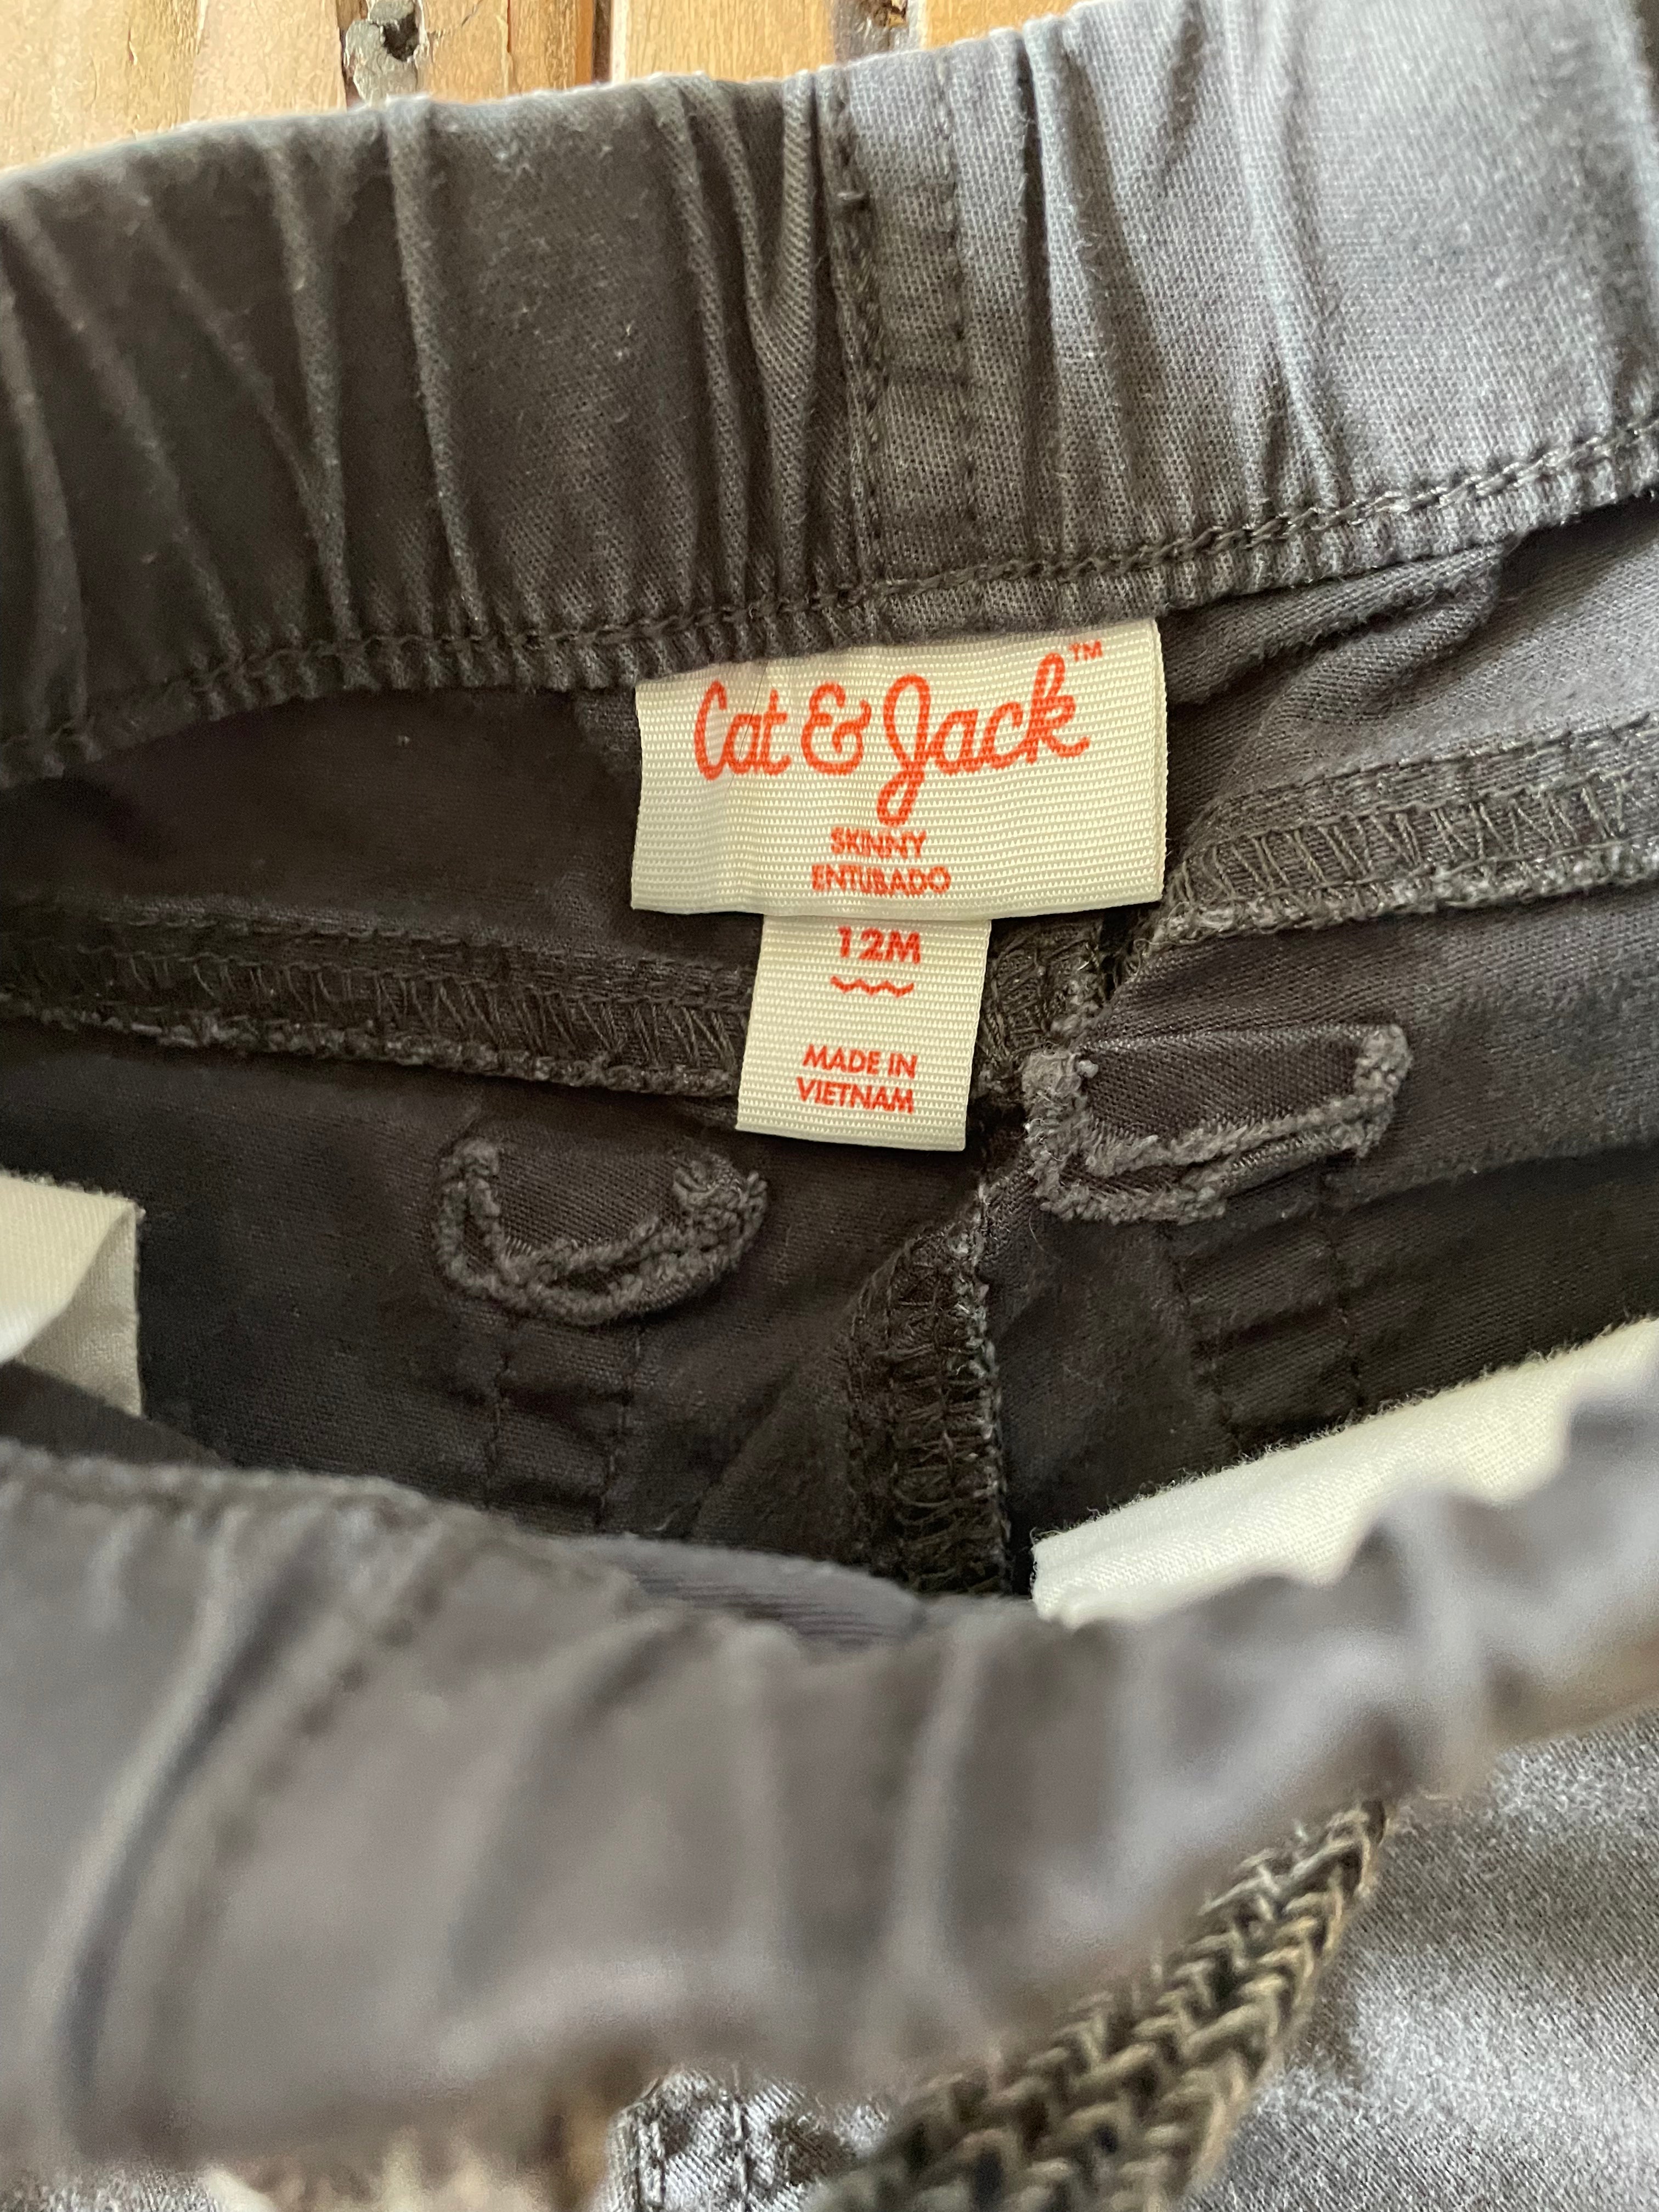 Cat & Jack™
SKINNY
ENTUBADO
12M
MADE IN
VIETNAM